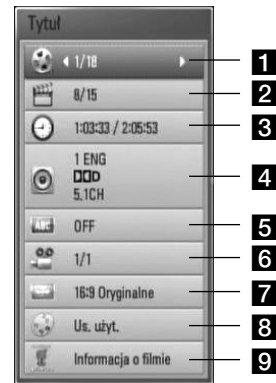 Tytuł
1/18 1
8/15 2
1:03:33 / 2:05:53 3
1 ENG
DD D
5.1CH 4
ABC OFF 5
1/1 6
16:9 Oryginalne 7
Us. użyt. 8
Informacja o filmie 9